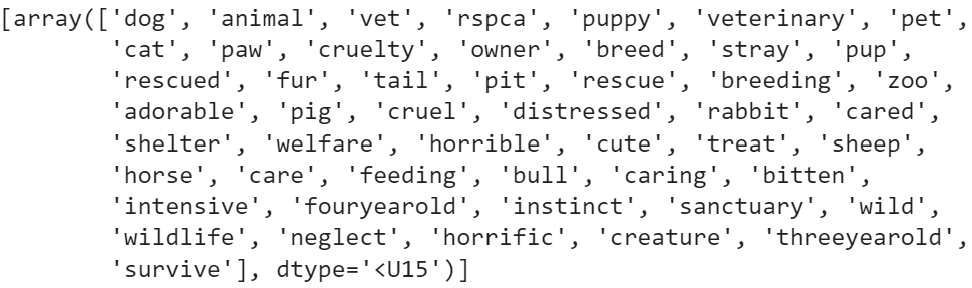 [array(['dog', 'animal', 'vet', 'rspca', 'puppy', 'veterinary', 'pet',
'cat', 'paw', 'cruelty', 'owner', 'breed', 'stray', 'pup',
'rescued', 'fur', 'tail', 'pit', 'rescue', 'breeding', 'zoo',
'adorable', 'pig', 'cruel', 'distressed', 'rabbit', 'cared',
'shelter', 'welfare', 'horrible', 'cute', 'treat', 'sheep',
'horse', 'care', 'feeding', 'bull', 'caring', 'bitten',
'intensive', 'fouryearold', 'instinct', 'sanctuary', 'wild',
'wildlife', 'neglect', 'horrific', 'creature', 'threeyearold',
'survive'], dtype='<U15')]